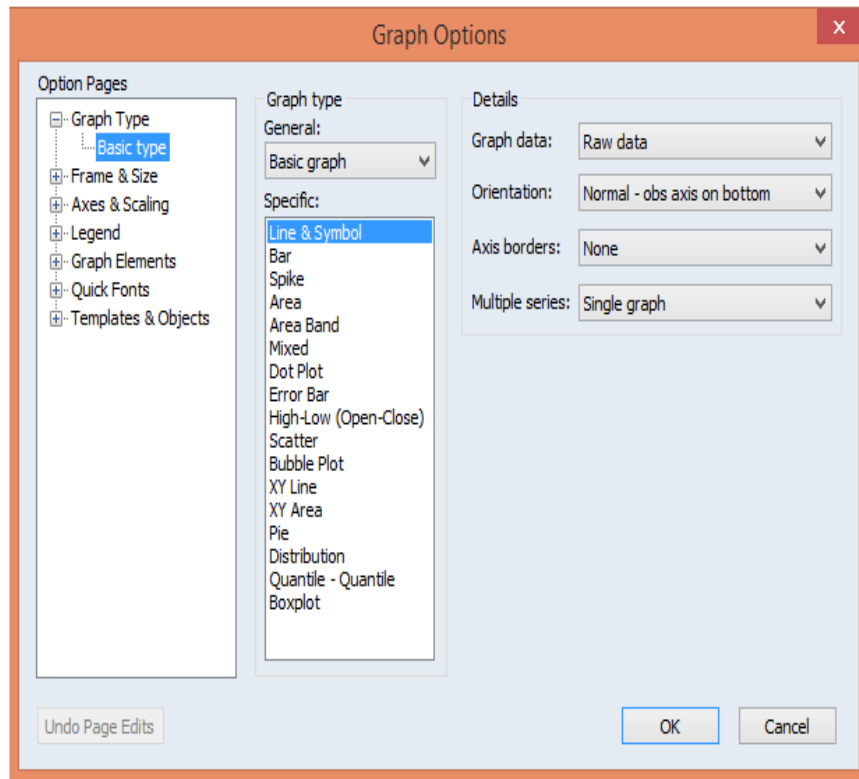 Graph Options
x
Option Pages
Graph Type
Basic type
Frame & Size
Axes & Scaling
Legend
Graph Elements
Quick Fonts
Templates & Objects
Graph type
General:
Basic graph
Specific:
Line & Symbol
Bar
Spike
Area
Area Band
Mixed
Dot Plot
Error Bar
High-Low (Open-Close)
Scatter
Bubble Plot
XY Line
XY Area
Pie
Distribution
Quantile - Quantile
Boxplot
Details
Graph data: Raw data
Orientation: Normal - obs axis on bottom
Axis borders: None
Multiple series: Single graph
Undo Page Edits
OK
Cancel